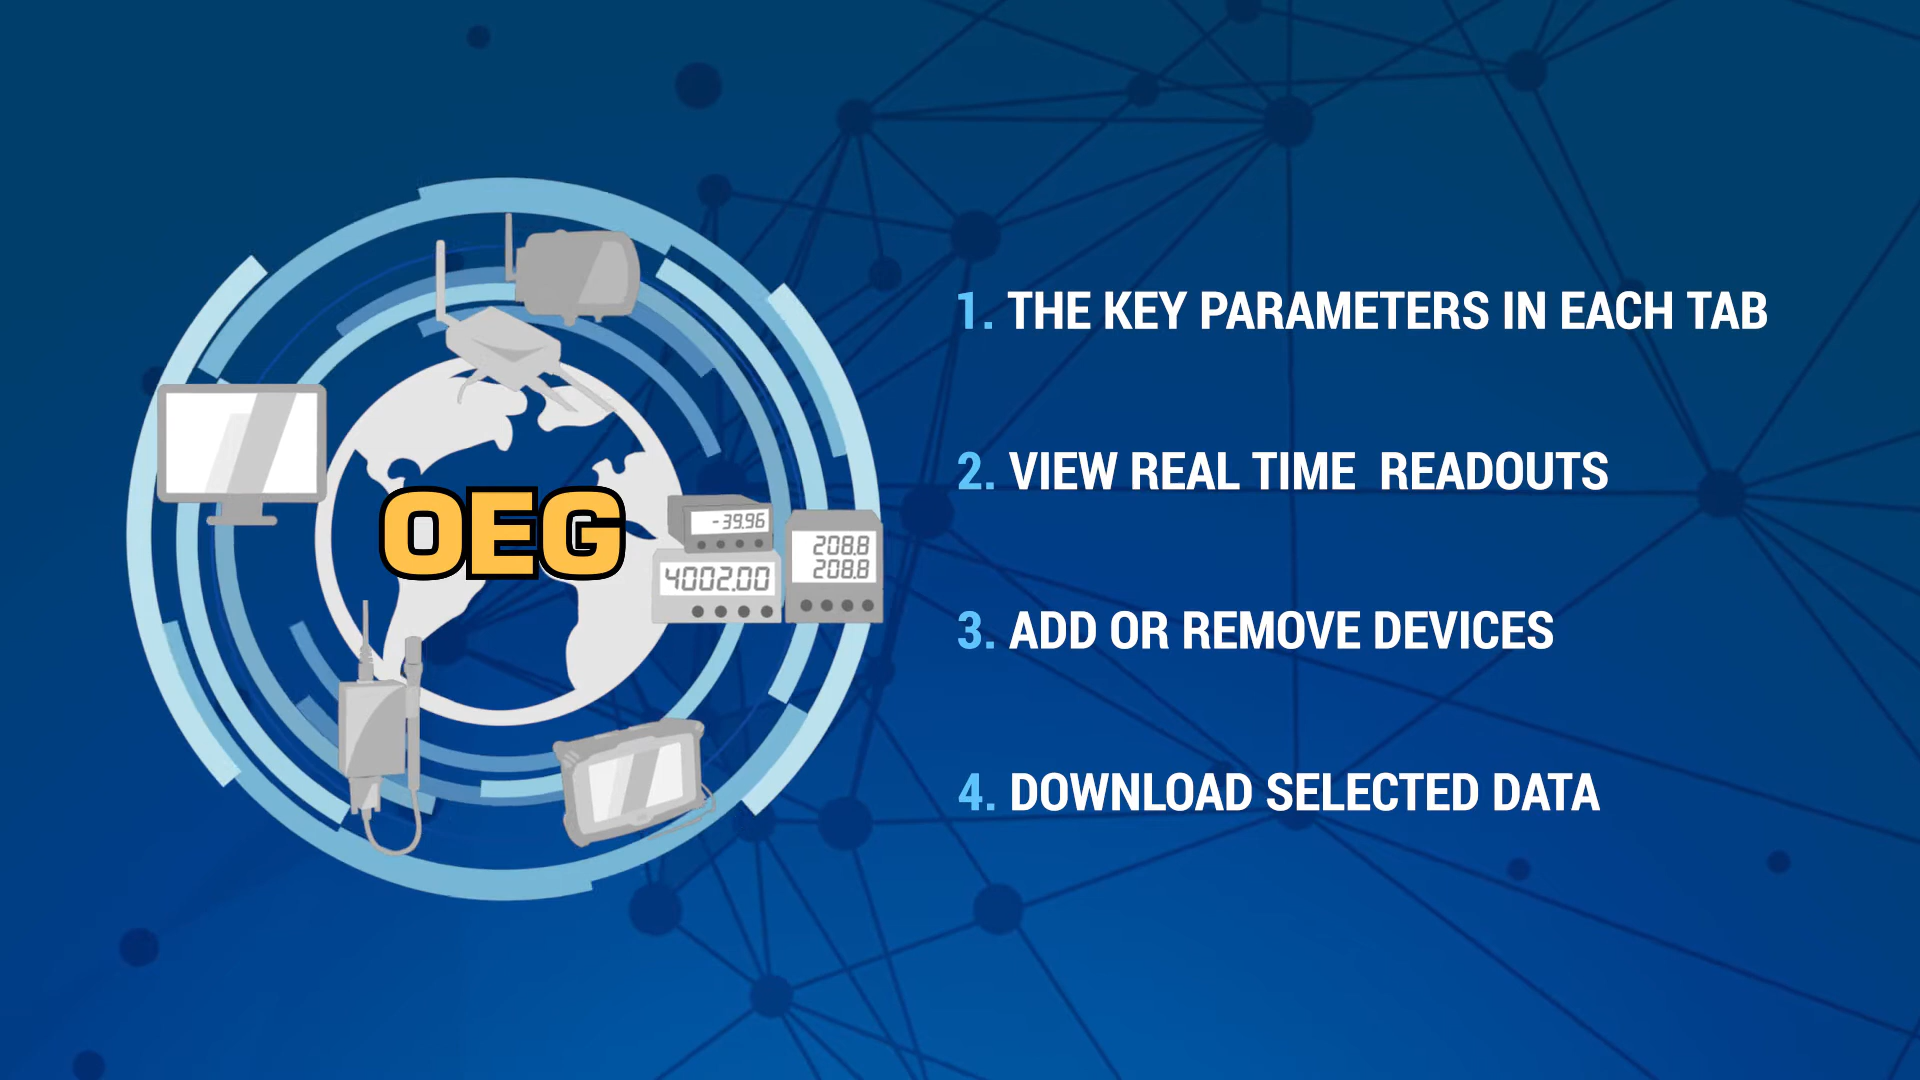 OEG
-39.96
4002.00
208.8
208.8
1. THE KEY PARAMETERS IN EACH TAB
2. VIEW REAL TIME  READOUTS
3. ADD OR REMOVE DEVICES
4. DOWNLOAD SELECTED DATA